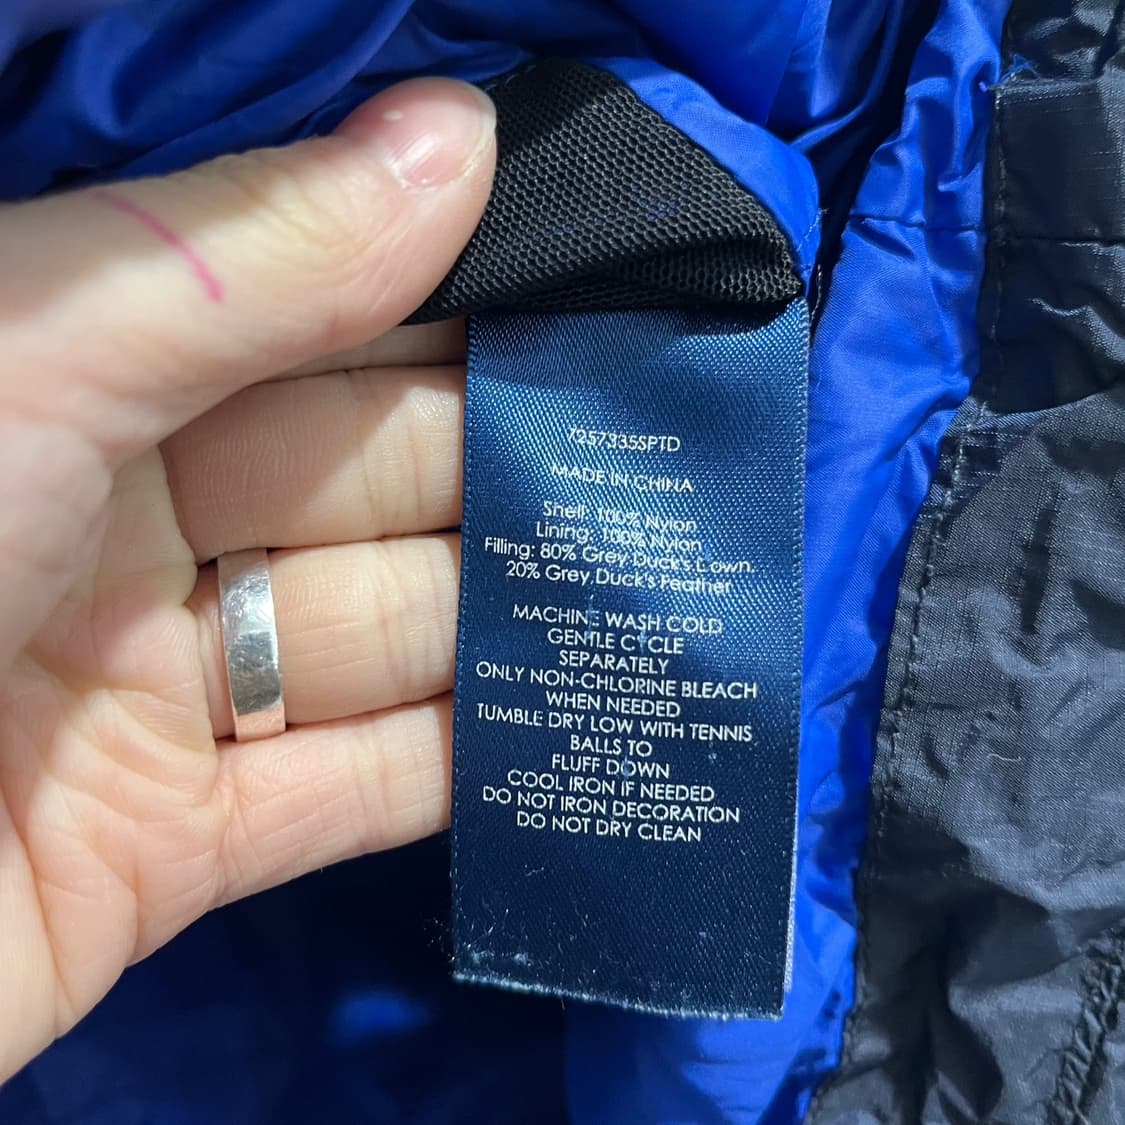 7257335SPTD
MADE IN CHINA
Shell: 100% Nylon
Lining: 100% Nylon
Filling: 80% Grey Duck's Down.
20% Grey Duck's Feather
MACHINE WASH COLD
GENTLE CYCLE
SEPARATELY
ONLY NON-CHLORINE BLEACH
WHEN NEEDED
TUMBLE DRY LOW WITH TENNIS
BALLS TO
FLUFF DOWN
COOL IRON IF NEEDED
DO NOT IRON DECORATION
DO NOT DRY CLEAN